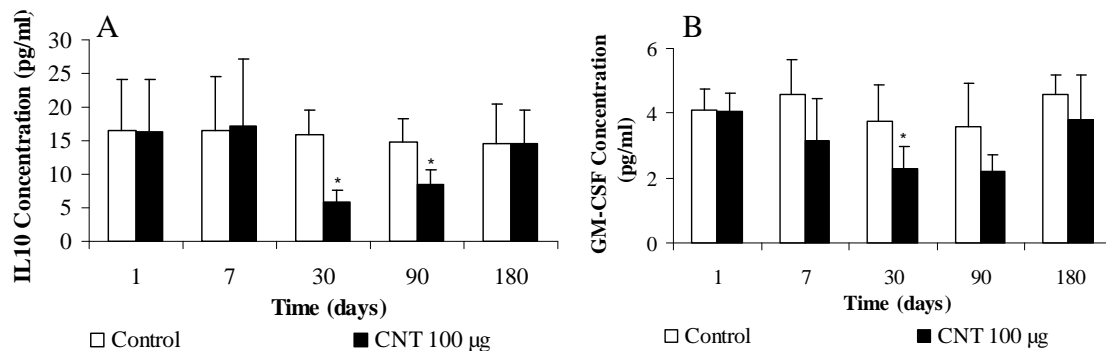 A
IL10 Concentration (pg/ml)
30
25
20
15
10
5
0
*
*
1 7 30 90 180
Time (days)
Control CNT 100 µg
B
GM-CSF Concentration
(pg/ml)
6
4
2
0
*
1 7 30 90 180
Time (days)
Control CNT 100 µg